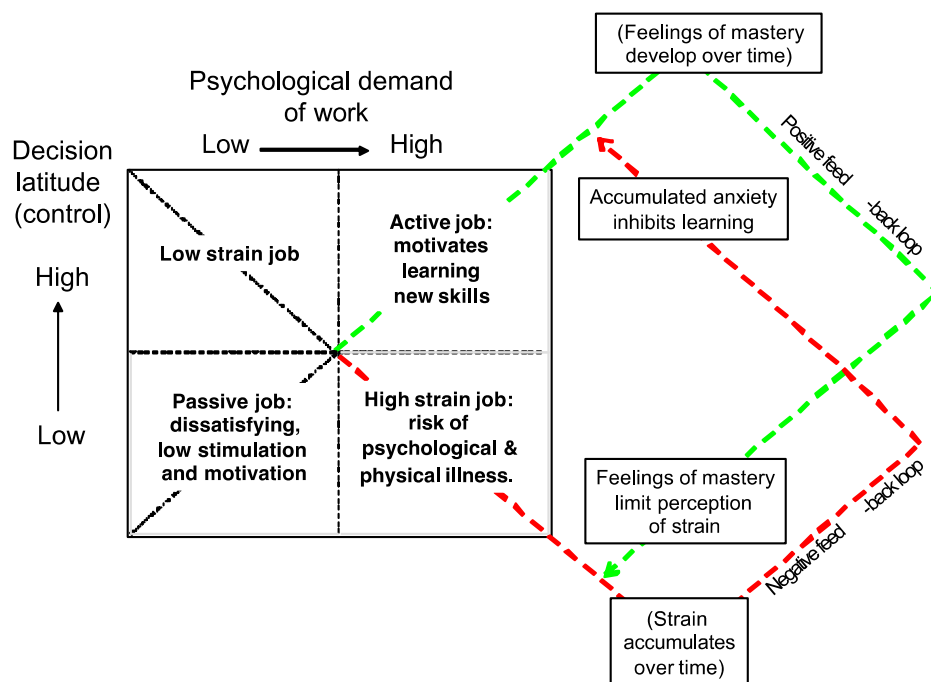 (Feelings of mastery
develop over time)
Psychological demand
of work
Low
High
Decision
latitude
(control)
Positive feed
-back loop
Accumulated anxiety
inhibits learning
Low strain job
Active job:
motivates
learning
new skills
High
Low
Passive job:
dissatisfying,
low stimulation
and motivation
High strain job:
risk of
psychological &
physical illness.
Feelings of mastery
limit perception
of strain
Negative feed
-back loop
(Strain
accumulates
over time)